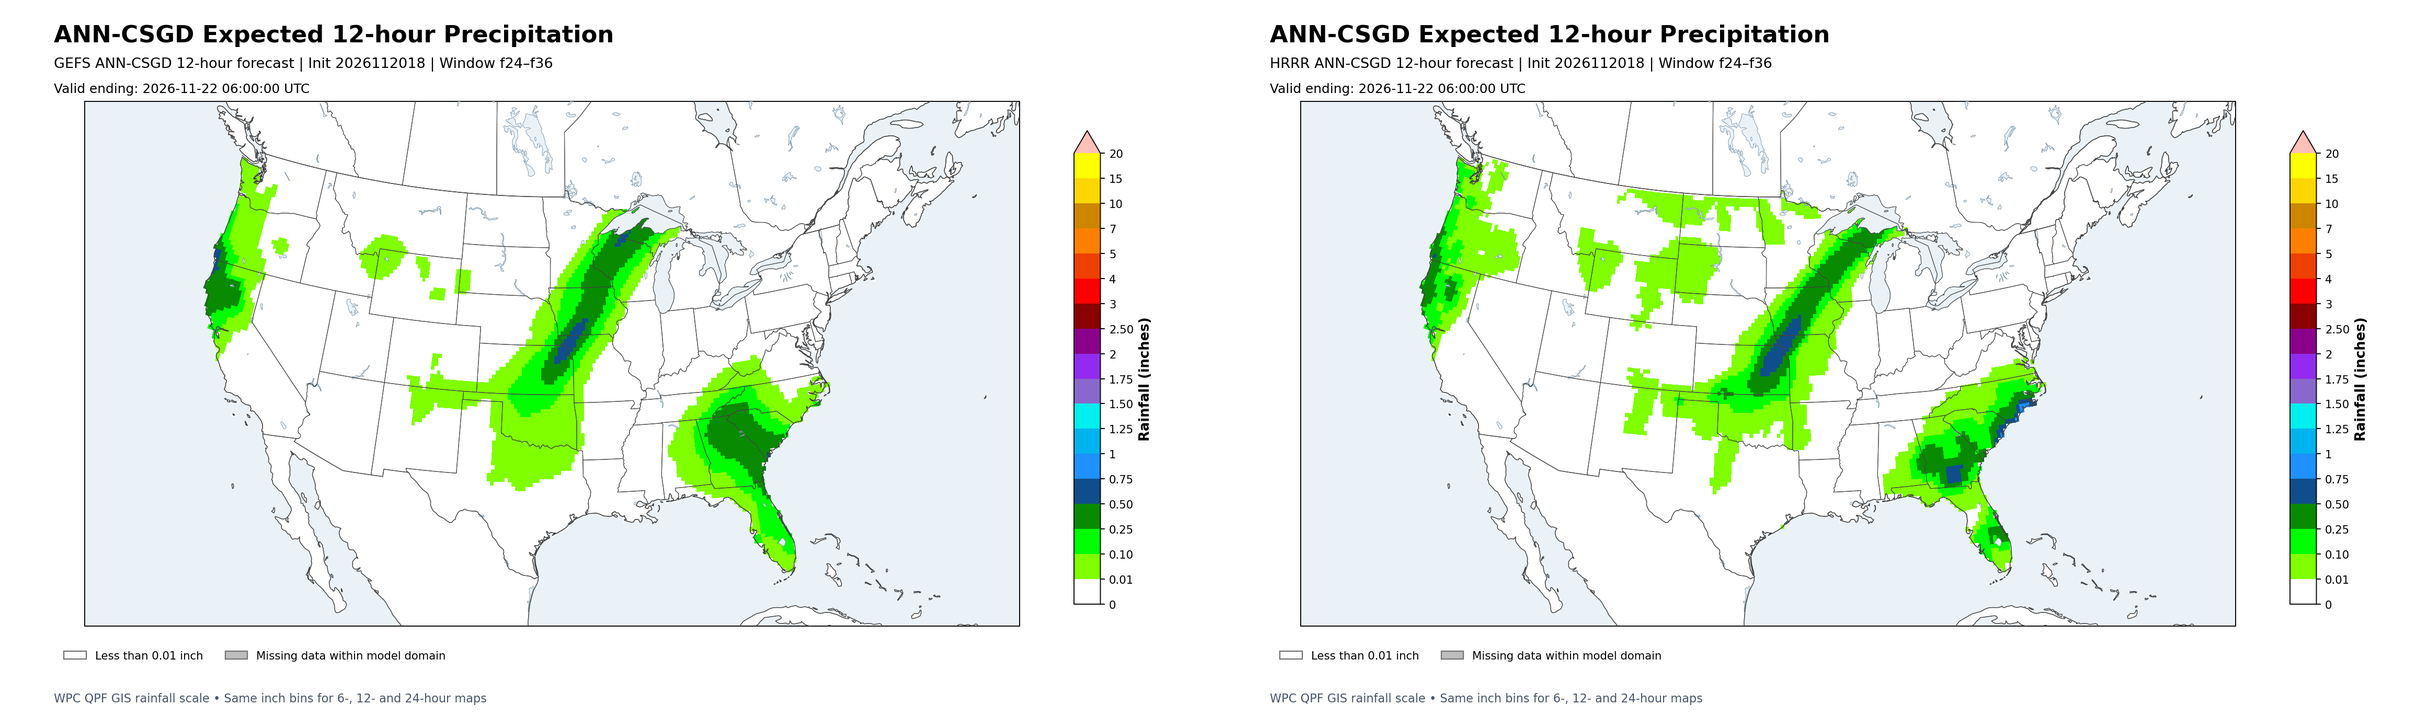 ANN-CSGD Expected 12-hour Precipitation
GEFS ANN-CSGD 12-hour forecast | Init 2026112018 | Window f24–f36
Valid ending: 2026-11-22 06:00:00 UTC
20
15
10
7
5
4
3
2.50
2
1.75
1.50
1.25
1
0.75
0.50
0.25
0.10
0.01
0
Rainfall (inches)
Less than 0.01 inch
Missing data within model domain
WPC QPF GIS rainfall scale • Same inch bins for 6-, 12- and 24-hour maps
ANN-CSGD Expected 12-hour Precipitation
HRRR ANN-CSGD 12-hour forecast | Init 2026112018 | Window f24–f36
Valid ending: 2026-11-22 06:00:00 UTC
20
15
10
7
5
4
3
2.50
2
1.75
1.50
1.25
1
0.75
0.50
0.25
0.10
0.01
0
Rainfall (inches)
Less than 0.01 inch
Missing data within model domain
WPC QPF GIS rainfall scale • Same inch bins for 6-, 12- and 24-hour maps